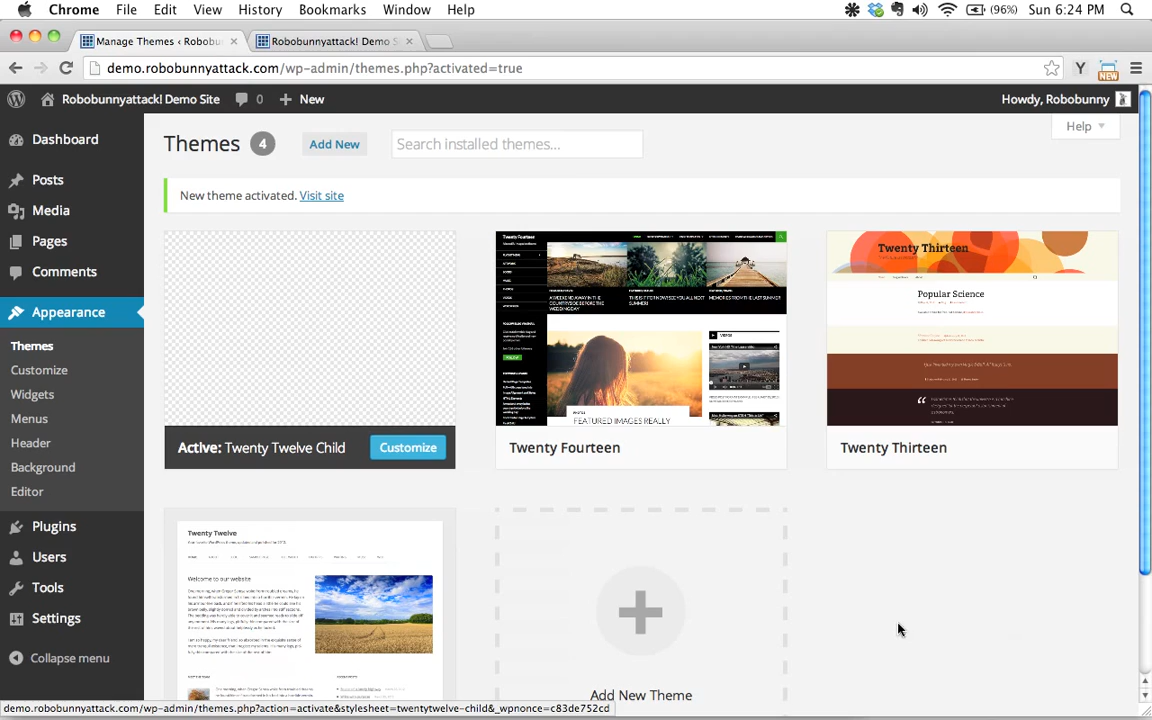 Chrome File Edit View History Bookmarks Window Help (96%) Sun 6:24 PM
Manage Themes ‹ Robobu Robobunnyattack! Demo S
demo.robobunnyattack.com/wp-admin/themes.php?activated=true Y NEW
Robobunnyattack! Demo Site 0 New Howdy, Robobunny
Help
Dashboard
Posts
Media
Pages
Comments
Appearance
Themes
Customize
Widgets
Menus
Header
Background
Editor
Plugins
Users
Tools
Settings
Collapse menu
Themes 4 Add New Search installed themes...
New theme activated. Visit site
Active: Twenty Twelve Child Customize
Twenty Fourteen
FEATURED IMAGES REALLY
Twenty Fourteen
Twenty Thirteen
Popular Science
Twenty Thirteen
Twenty Twelve
Welcome to our website
Add New Theme
demo.robobunnyattack.com/wp-admin/themes.php?action=activate&stylesheet=twentytwelve-child&_wpnonce=c83de752cd